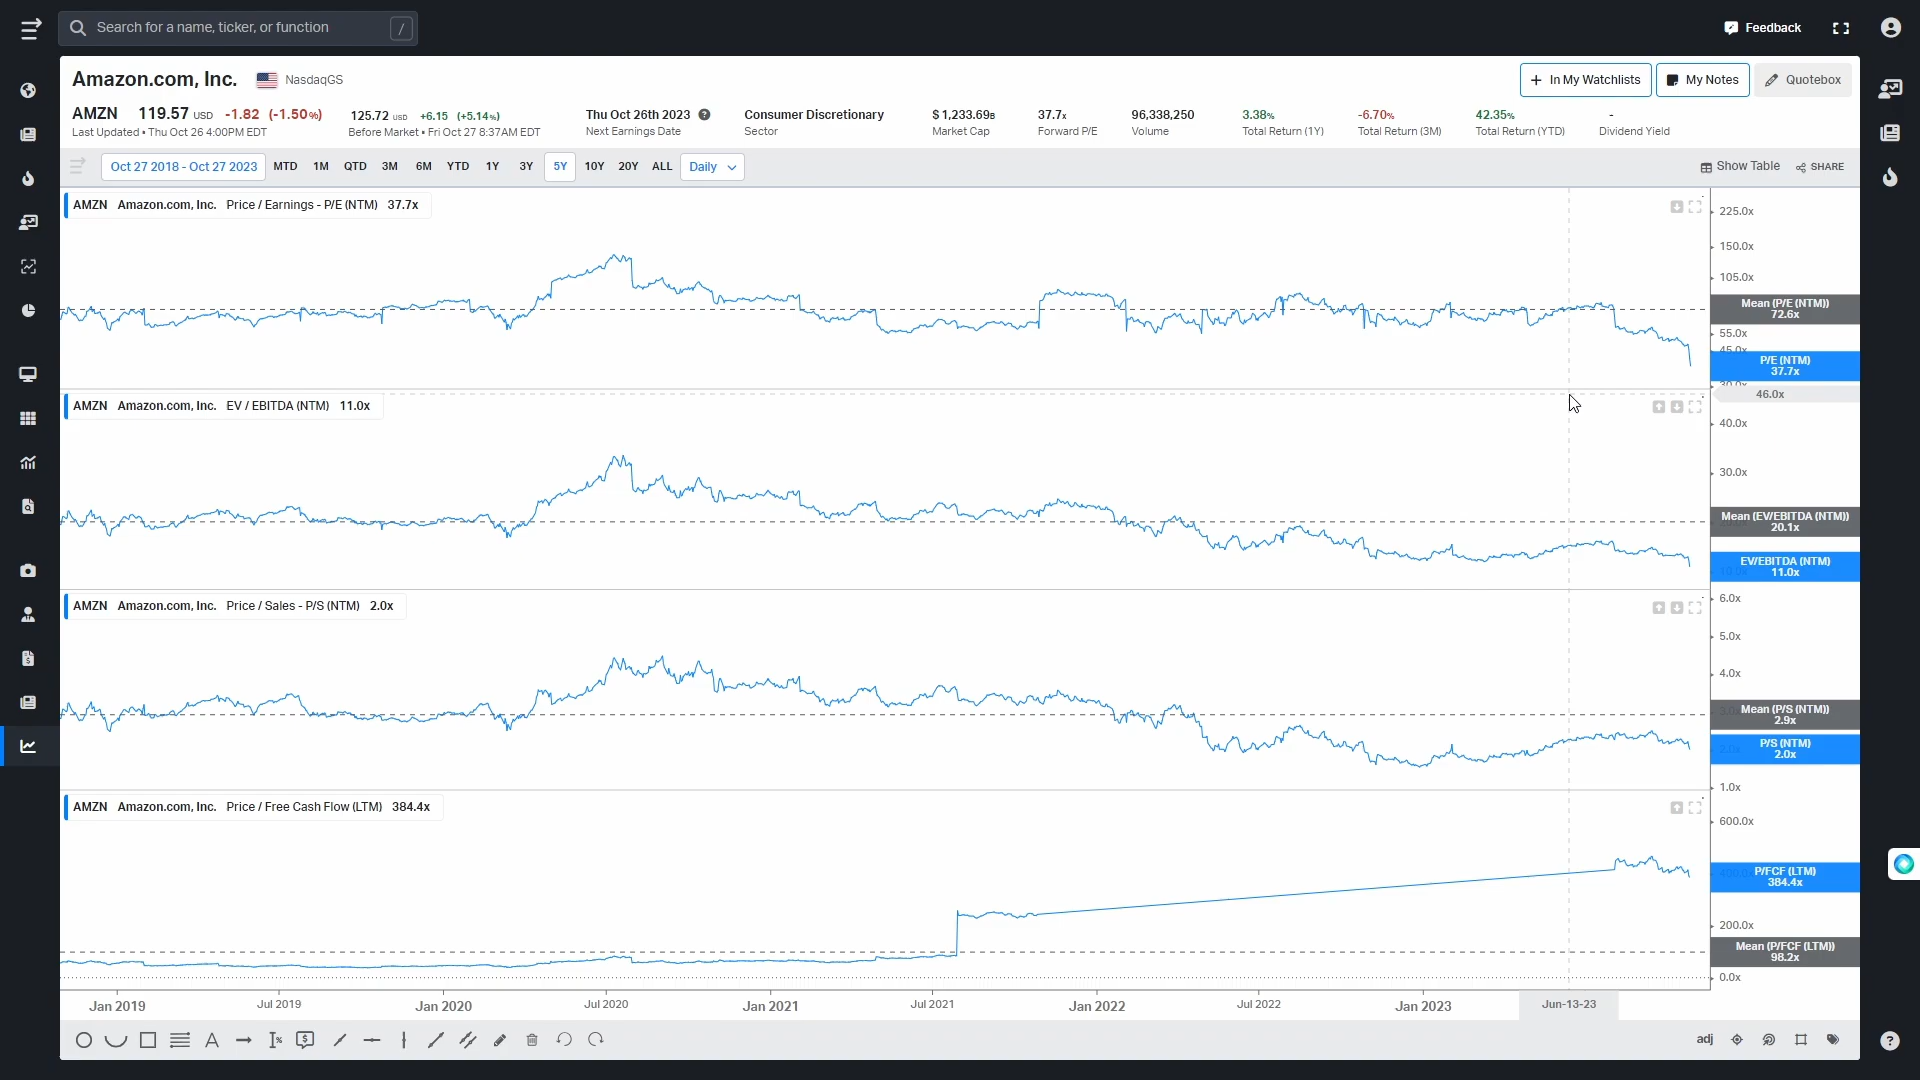 Search for a name, ticker, or function
/
Feedback
Amazon.com, Inc.
NasdaqGS
In My Watchlists
My Notes
Quotebox
AMZN 119.57 USD -1.82 (-1.50%)
Last Updated • Thu Oct 26 4:00PM EDT
125.72 USD +6.15 (+5.14%)
Before Market • Fri Oct 27 8:37AM EDT
Thu Oct 26th 2023 ?
Next Earnings Date
Consumer Discretionary
Sector
$ 1,233.69B
Market Cap
37.7x
Forward P/E
96,338,250
Volume
3.38%
Total Return (1Y)
-6.70%
Total Return (3M)
42.35%
Total Return (YTD)
-
Dividend Yield
Oct 27 2018 - Oct 27 2023 MTD 1M QTD 3M 6M YTD 1Y 3Y 5Y 10Y 20Y ALL Daily
Show Table
SHARE
AMZN Amazon.com, Inc. Price / Earnings - P/E (NTM) 37.7x
225.0x
150.0x
105.0x
Mean (P/E (NTM))
72.6x
55.0x
45.0x
P/E (NTM)
37.7x
30.0x
46.0x
AMZN Amazon.com, Inc. EV / EBITDA (NTM) 11.0x
40.0x
30.0x
Mean (EV/EBITDA (NTM))
20.1x
EV/EBITDA (NTM)
11.0x
AMZN Amazon.com, Inc. Price / Sales - P/S (NTM) 2.0x
6.0x
5.0x
4.0x
Mean (P/S (NTM))
2.9x
P/S (NTM)
2.0x
1.0x
AMZN Amazon.com, Inc. Price / Free Cash Flow (LTM) 384.4x
600.0x
P/FCF (LTM)
384.4x
200.0x
Mean (P/FCF (LTM))
98.2x
0.0x
Jan 2019 Jul 2019 Jan 2020 Jul 2020 Jan 2021 Jul 2021 Jan 2022 Jul 2022 Jan 2023 Jun-13-23
adj
?